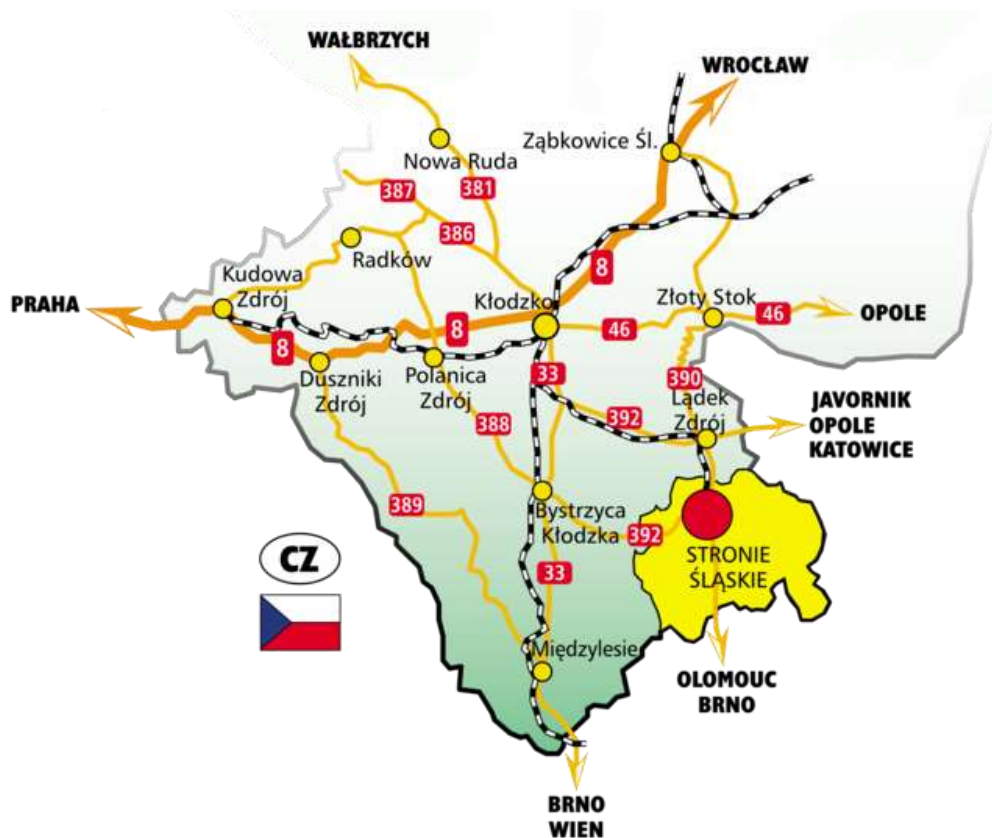 WAŁBRZYCH
WROCŁAW
Ząbkowice Śl.
Nowa Ruda
387
381
386
Radków
8
Kudowa
Zdrój
Kłodzko
Złoty Stok
PRAHA
8
8
46
46
OPOLE
Duszniki
Zdrój
Polanica
Zdrój
33
390
Lądek
Zdrój
JAVORNIK
OPOLE
KATOWICE
388
392
389
Bystrzyca
Kłodzka
392
STRONIE
ŚLĄSKIE
CZ
33
Międzylesie
OLOMOUC
BRNO
BRNO
WIEN